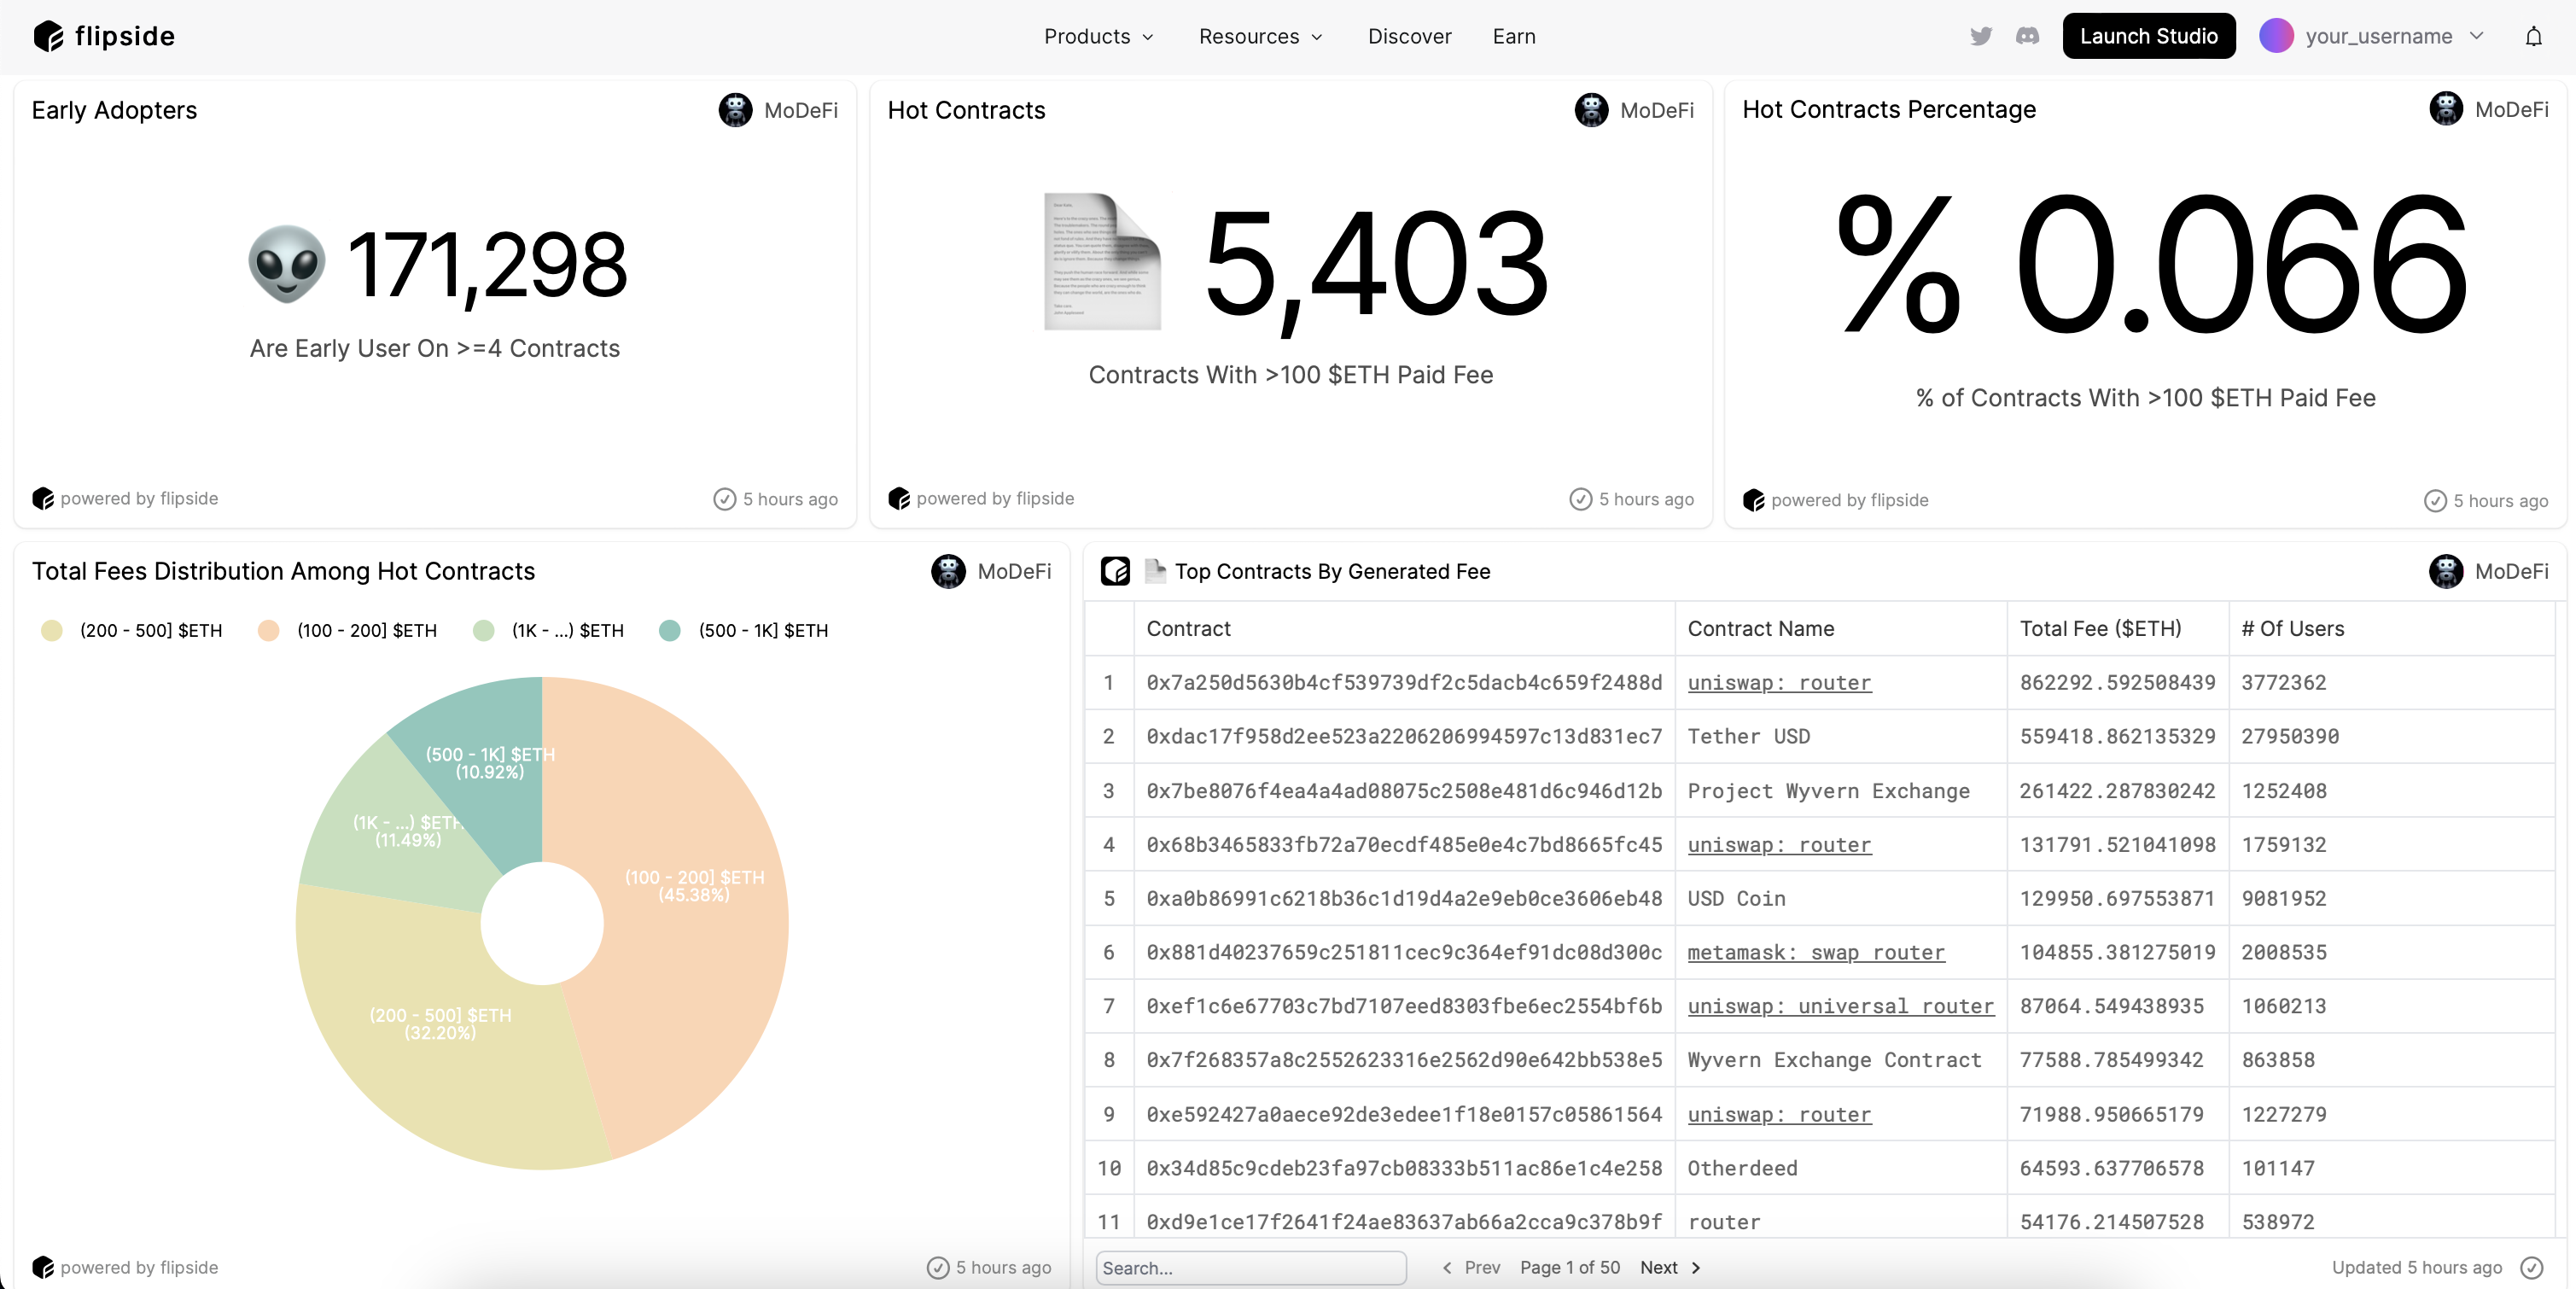 flipside
Products
Resources
Discover
Earn
Launch Studio
your_username
Early Adopters
MoDeFi
171,298
Are Early User On >=4 Contracts
powered by flipside
5 hours ago
Hot Contracts
MoDeFi
5,403
Contracts With >100 $ETH Paid Fee
powered by flipside
5 hours ago
Hot Contracts Percentage
MoDeFi
% 0.066
% of Contracts With >100 $ETH Paid Fee
powered by flipside
5 hours ago
Total Fees Distribution Among Hot Contracts
MoDeFi
(200 - 500] $ETH (100 - 200] $ETH (1K - ...) $ETH (500 - 1K] $ETH
(500 - 1K] $ETH
(10.92%)
(1K - ...) $ETH
(11.49%)
(100 - 200] $ETH
(45.38%)
(200 - 500] $ETH
(32.20%)
powered by flipside
5 hours ago
Top Contracts By Generated Fee
MoDeFi
Contract Contract Name Total Fee ($ETH) # Of Users
1 0x7a250d5630b4cf539739df2c5dacb4c659f2488d uniswap: router 862292.592508439 3772362
2 0xdac17f958d2ee523a2206206994597c13d831ec7 Tether USD 559418.862135329 27950390
3 0x7be8076f4ea4a4ad08075c2508e481d6c946d12b Project Wyvern Exchange 261422.287830242 1252408
4 0x68b3465833fb72a70ecdf485e0e4c7bd8665fc45 uniswap: router 131791.521041098 1759132
5 0xa0b86991c6218b36c1d19d4a2e9eb0ce3606eb48 USD Coin 129950.697553871 9081952
6 0x881d40237659c251811cec9c364ef91dc08d300c metamask: swap router 104855.381275019 2008535
7 0xef1c6e67703c7bd7107eed8303fbe6ec2554bf6b uniswap: universal router 87064.549438935 1060213
8 0x7f268357a8c2552623316e2562d90e642bb538e5 Wyvern Exchange Contract 77588.785499342 863858
9 0xe592427a0aece92de3edee1f18e0157c05861564 uniswap: router 71988.950665179 1227279
10 0x34d85c9cdeb23fa97cb08333b511ac86e1c4e258 Otherdeed 64593.637706578 101147
11 0xd9e1ce17f2641f24ae83637ab66a2cca9c378b9f router 54176.214507528 538972
Search...
Prev Page 1 of 50 Next
Updated 5 hours ago